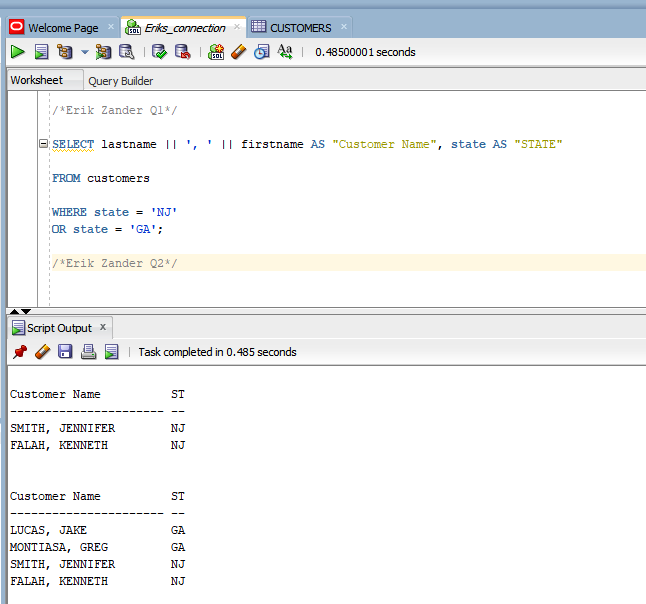 Welcome Page × Eriks_connection × CUSTOMERS ×
SQL Aa 0.48500001 seconds
Worksheet Query Builder
/*Erik Zander Q1*/
SELECT lastname || ', ' || firstname AS "Customer Name", state AS "STATE"
FROM customers
WHERE state = 'NJ'
OR state = 'GA';
/*Erik Zander Q2*/
Script Output ×
Task completed in 0.485 seconds
Customer Name ST
---------------------- --
SMITH, JENNIFER NJ
FALAH, KENNETH NJ
Customer Name ST
---------------------- --
LUCAS, JAKE GA
MONTIASA, GREG GA
SMITH, JENNIFER NJ
FALAH, KENNETH NJ